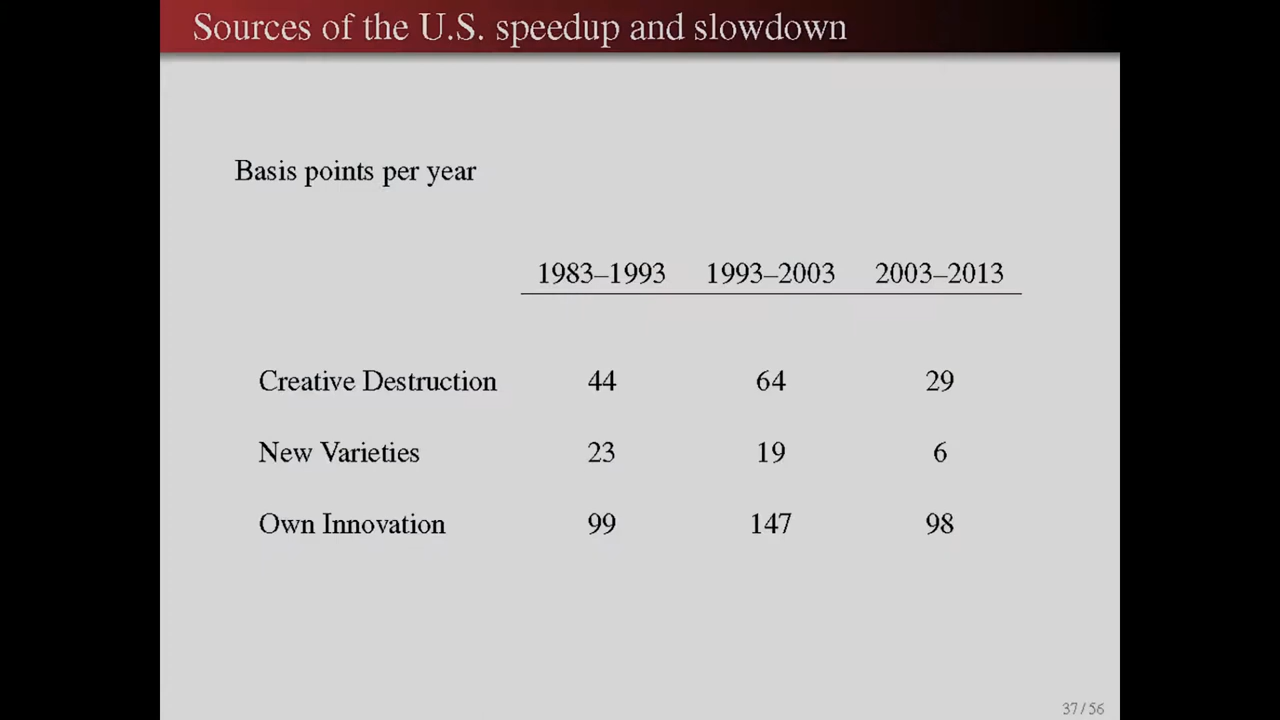 Sources of the U.S. speedup and slowdown
Basis points per year
1983–1993 1993–2003 2003–2013
Creative Destruction 44 64 29
New Varieties 23 19 6
Own Innovation 99 147 98
37 / 56